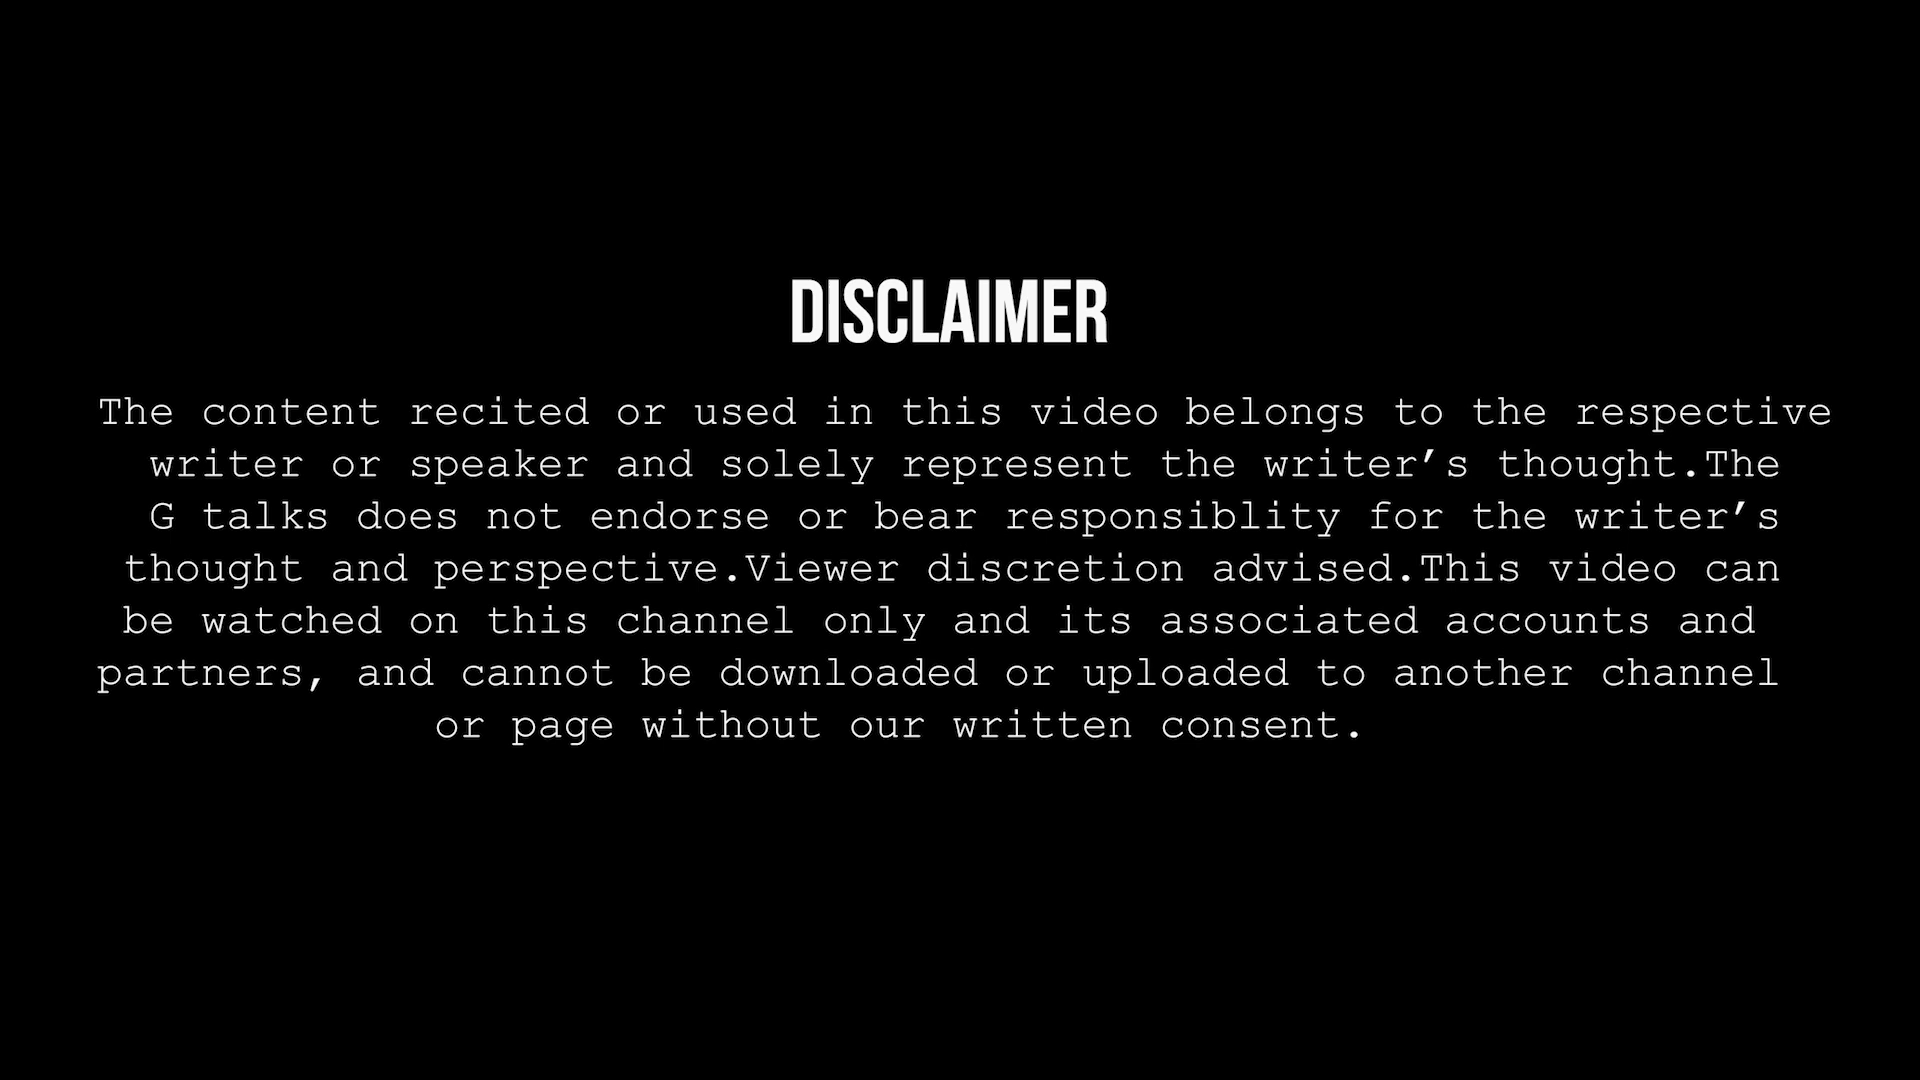 DISCLAIMER
The content recited or used in this video belongs to the respective
writer or speaker and solely represent the writer’s thought.The
G talks does not endorse or bear responsiblity for the writer’s
thought and perspective.Viewer discretion advised.This video can
be watched on this channel only and its associated accounts and
partners, and cannot be downloaded or uploaded to another channel
or page without our written consent.